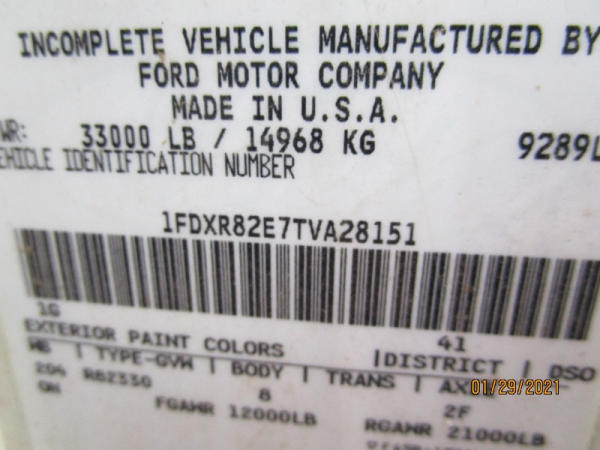 INCOMPLETE VEHICLE MANUFACTURED BY
FORD MOTOR COMPANY
MADE IN U.S.A.
WR: 33000 LB / 14968 KG 9289L
EHICLE IDENTIFICATION NUMBER
1FDXR82E7TVA28151
1G 41
EXTERIOR PAINT COLORS |DISTRICT | DSO
WB | TYPE-GVW | BODY | TRANS | AX
204 R82330 8 2F
FGAWR 12000LB RGAWR 21000LB
01/29/2021